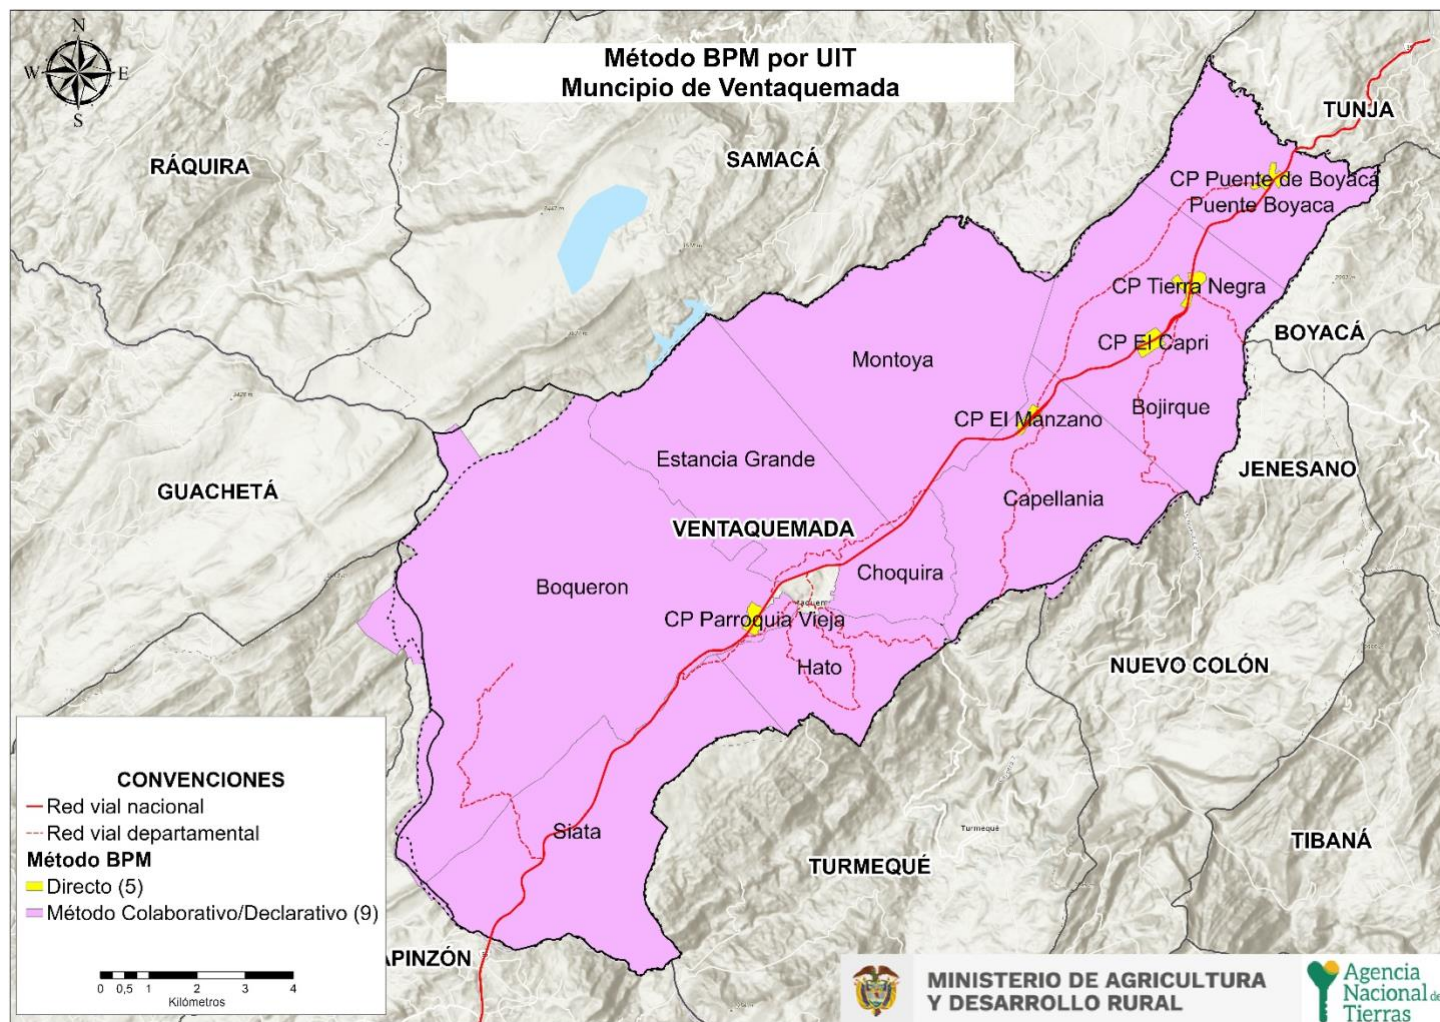 N
W
E
S
Método BPM por UIT
Muncipio de Ventaquemada
TUNJA
RÁQUIRA
SAMACÁ
CP Puente de Boyacá
Puente Boyaca
CP Tierra Negra
BOYACÁ
CP El Capri
Montoya
Bojirque
CP El Manzano
Estancia Grande
JENESANO
GUACHETÁ
Capellania
VENTAQUEMADA
Choquira
Boqueron
CP Parroquia Vieja
Hato
NUEVO COLÓN
CONVENCIONES
Red vial nacional
Red vial departamental
Método BPM
Directo (5)
Método Colaborativo/Declarativo (9)
Siata
Turmequé
TIBANÁ
TURMEQUÉ
APINZÓN
0 0,5 1 2 3 4
Kilómetros
MINISTERIO DE AGRICULTURA
Y DESARROLLO RURAL
Agencia
Nacional de
Tierras